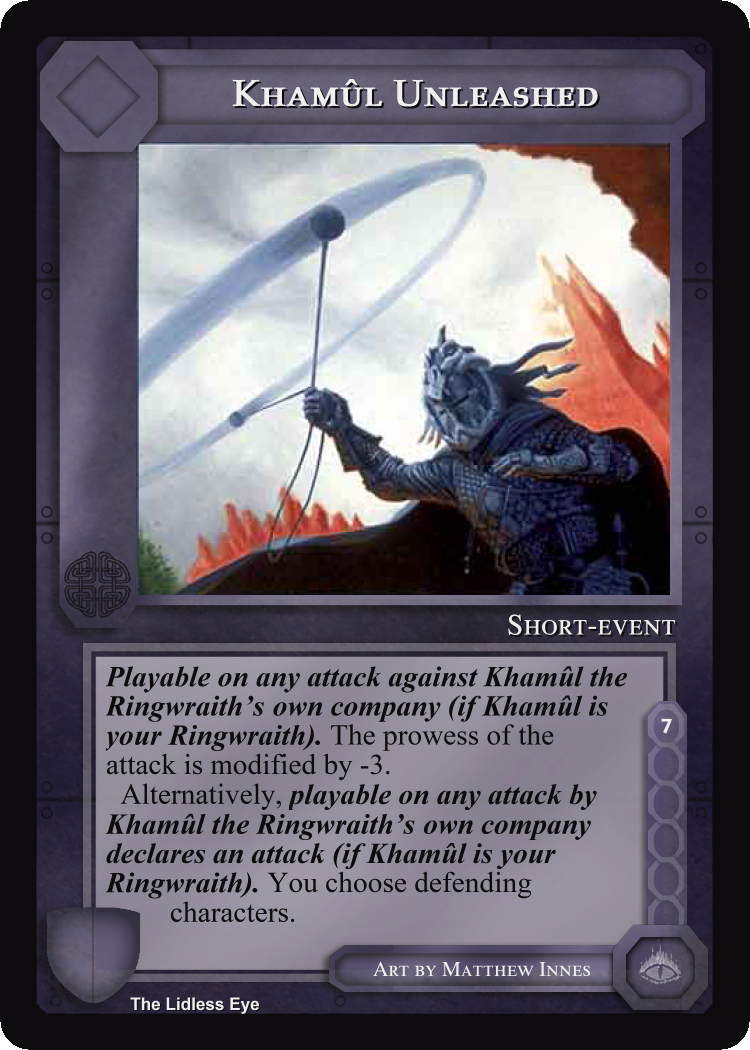 Khamûl Unleashed
Short-event
Playable on any attack against Khamûl the
Ringwraith's own company (if Khamûl is
your Ringwraith). The prowess of the
attack is modified by -3.
Alternatively, playable on any attack by
Khamûl the Ringwraith's own company
declares an attack (if Khamûl is your
Ringwraith). You choose defending
characters.
7
Art by Matthew Innes
The Lidless Eye